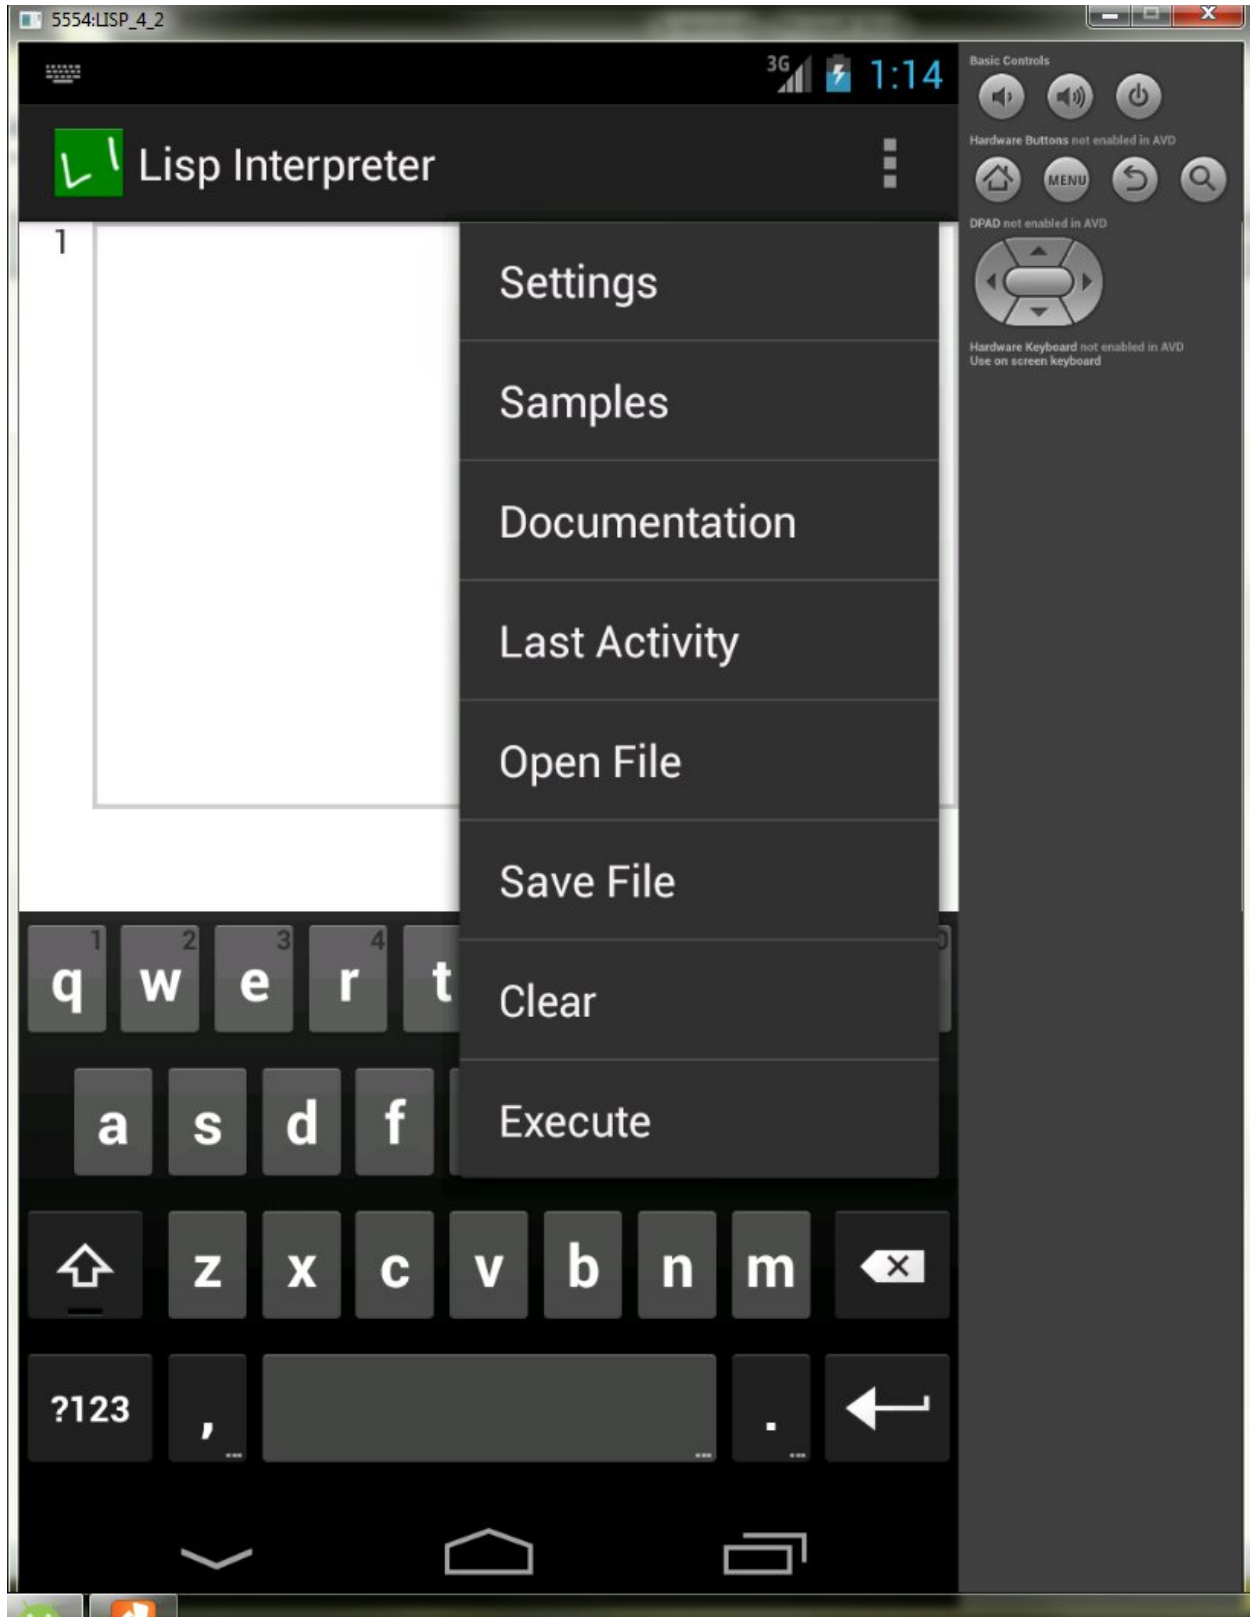 5554:LISP_4_2
3G 1:14
Lisp Interpreter
1
Settings
Samples
Documentation
Last Activity
Open File
Save File
Clear
Execute
1 2 3 4 0
q w e r t
a s d f
z x c v b n m
?123 , .
Basic Controls
Hardware Buttons not enabled in AVD
MENU
DPAD not enabled in AVD
Hardware Keyboard not enabled in AVD
Use on screen keyboard